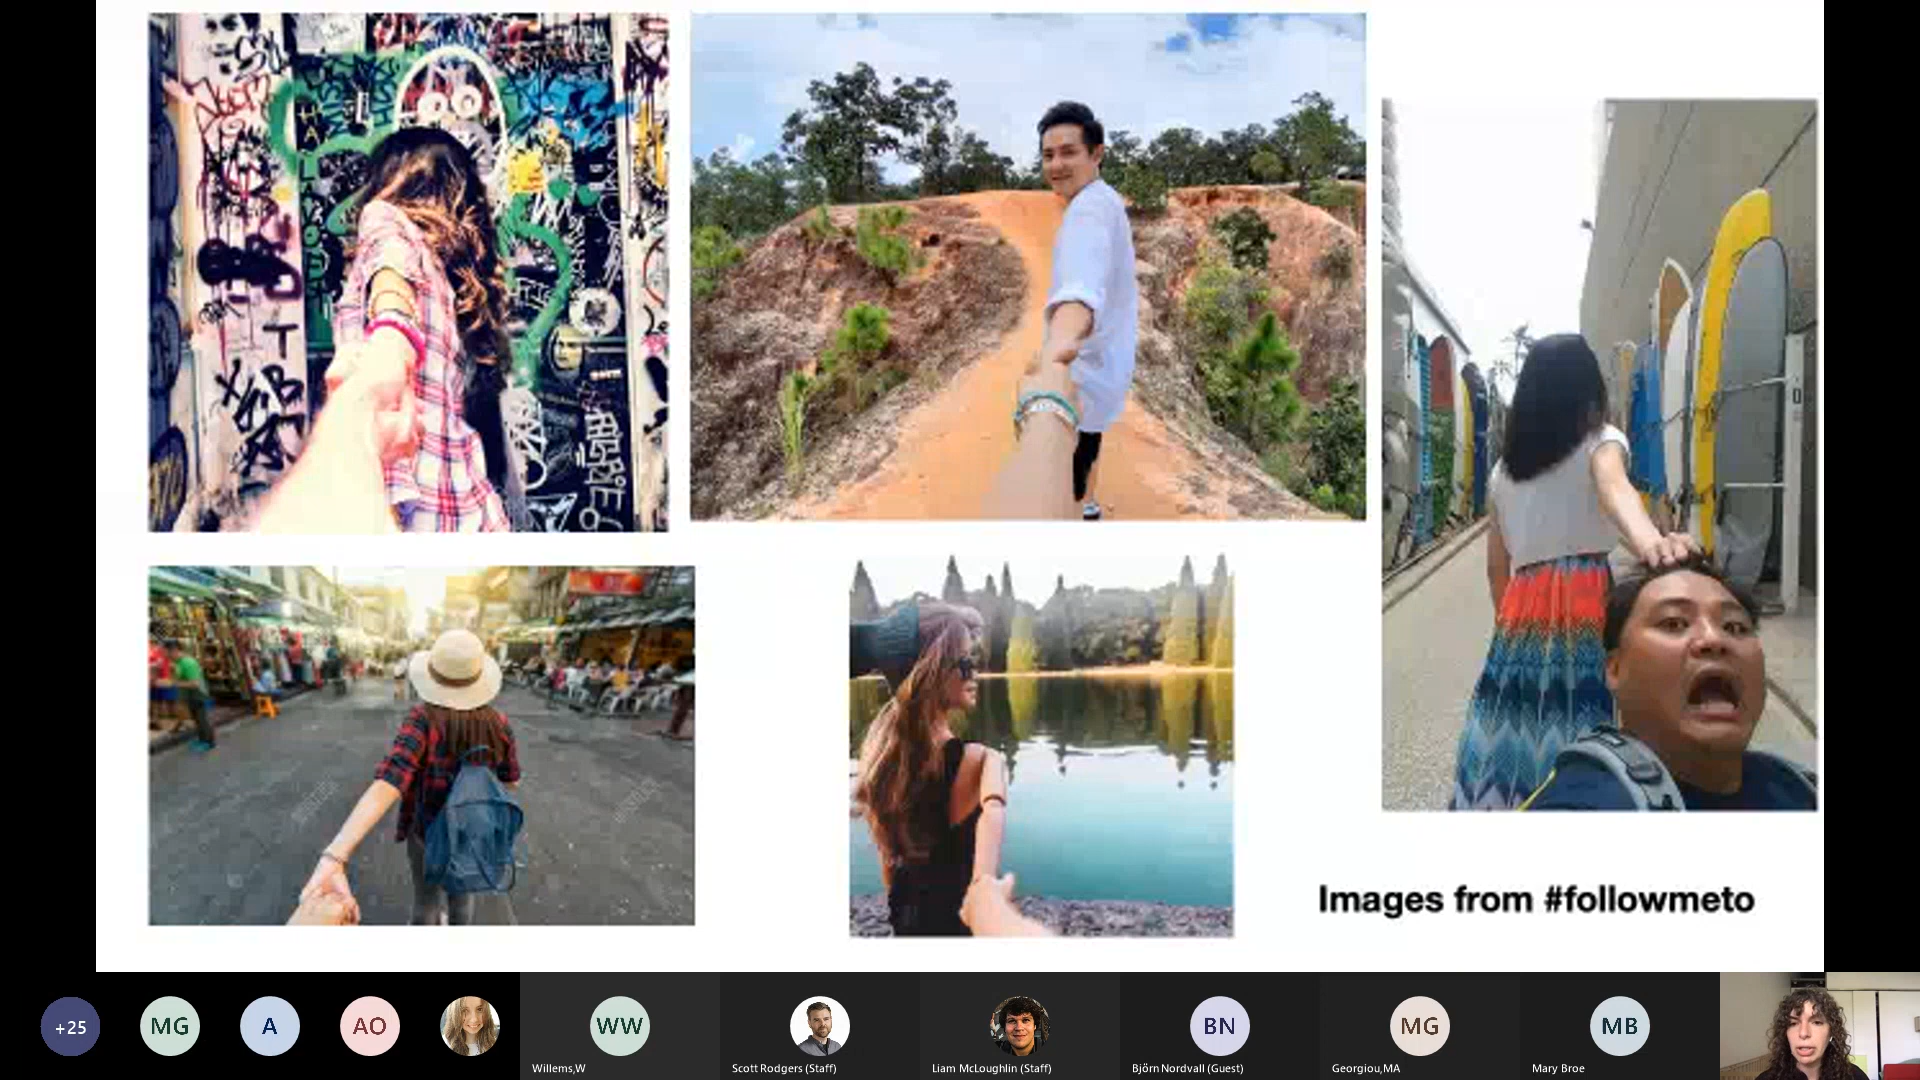 Images from #followmeto
+25
MG
A
AO
WW
BN
MG
MB
Willems,W
Scott Rodgers (Staff)
Liam McLoughlin (Staff)
Björn Nordvall (Guest)
Georgiou,MA
Mary Broe